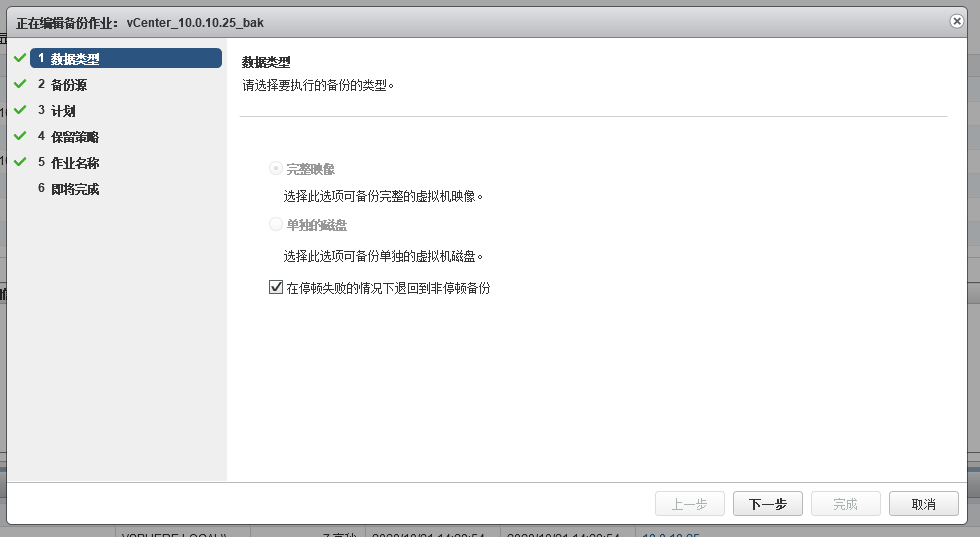 正在编辑备份作业： vCenter_10.0.10.25_bak
1 数据类型
2 备份源
3 计划
4 保留策略
5 作业名称
6 即将完成
数据类型
请选择要执行的备份的类型。
完整映像
选择此选项可备份完整的虚拟机映像。
单独的磁盘
选择此选项可备份单独的虚拟机磁盘。
在停顿失败的情况下退回到非停顿备份
上一步
下一步
完成
取消